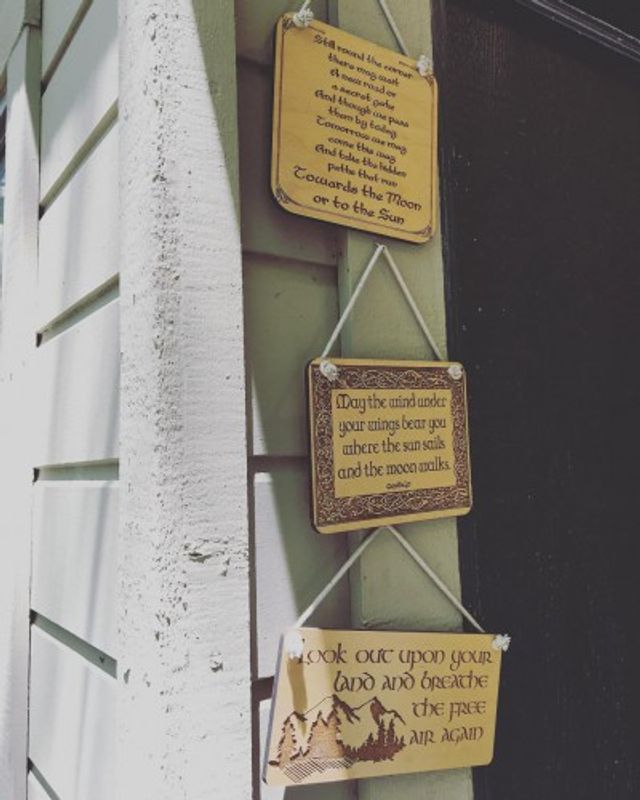 Still round the corner
there may wait
A new road or
a secret gate
And though we pass
them by today
Tomorrow we may
come this way
And take the hidden
paths that run
Towards the Moon
or to the Sun
May the wind under
your wings bear you
where the sun sails
and the moon walks.
Look out upon your
land and breathe
the free
air again